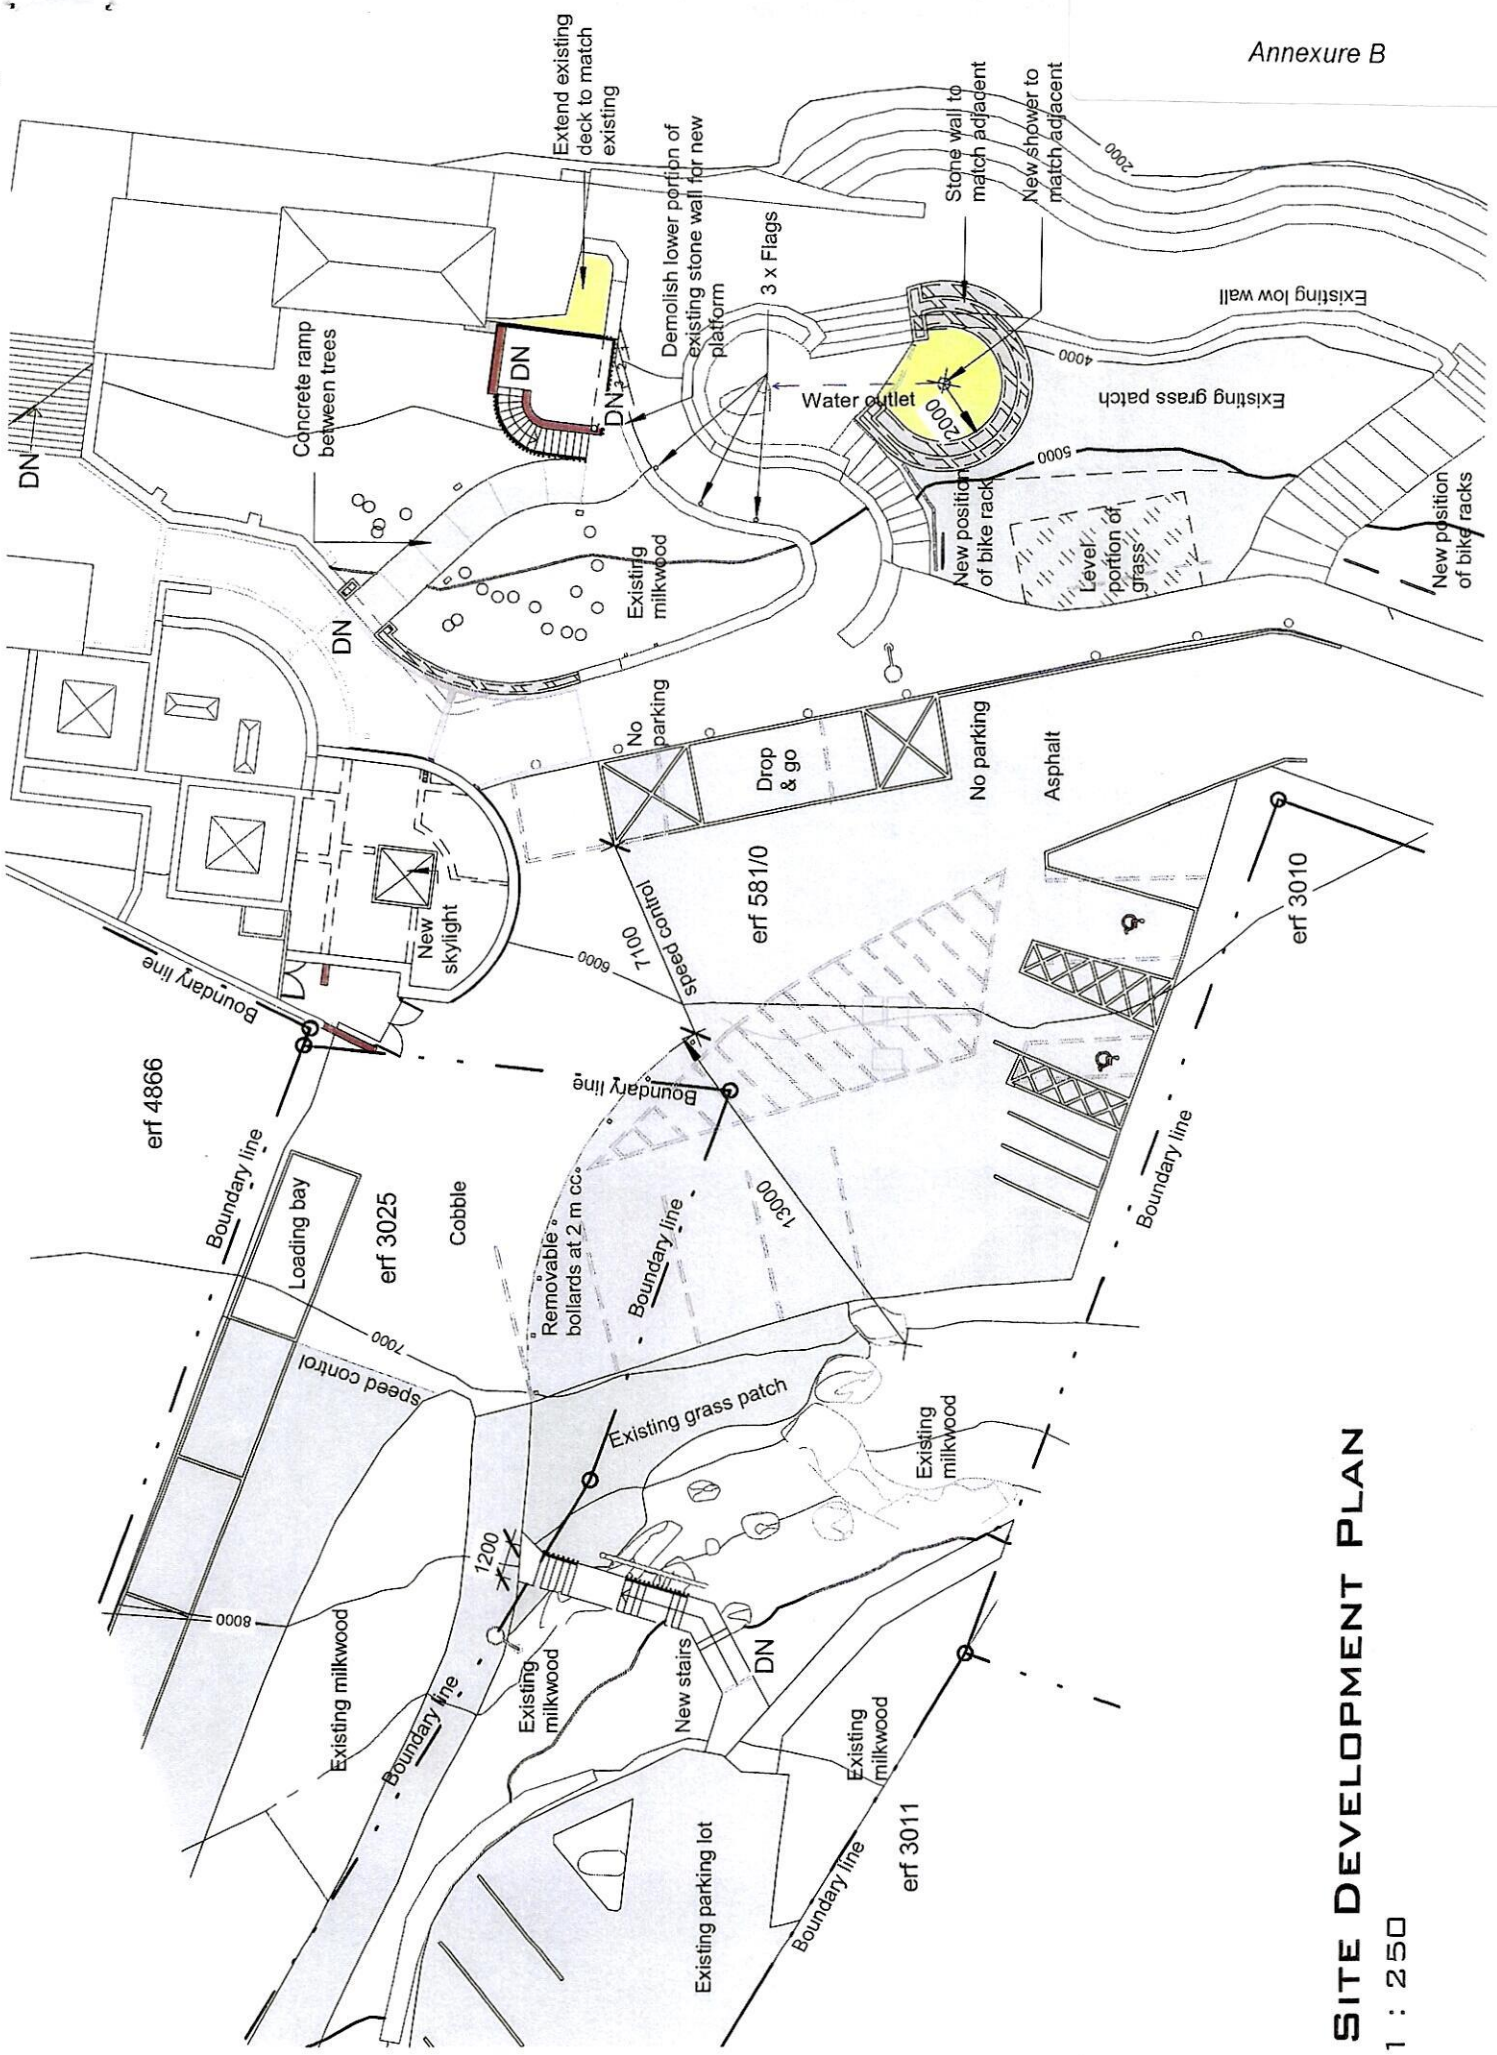 Annexure B
Extend existing
deck to match
existing
Demolish lower portion of
existing stone wall for new
platform
3 x Flags
Stone wall to
match adjacent
New shower to
match adjacent
2000
Concrete ramp
between trees
DN
DN
DN
DN
Water outlet
2000
4000
Existing low wall
Existing grass patch
5000
New position
of bike rack
Level
portion of
grass
New position
of bike racks
Existing
milkwood
No
parking
Drop
& go
No parking
Asphalt
New
skylight
Boundary line
6000
7100
speed control
erf 581/0
erf 3010
erf 4866
Boundary line
Boundary line
Loading bay
erf 3025
Cobble
Removable
bollards at 2 m cc.
Boundary line
13000
Boundary line
7000
speed control
Existing grass patch
Existing
milkwood
1200
8000
Existing milkwood
Boundary line
Existing
milkwood
New stairs
DN
Existing
milkwood
Existing parking lot
Boundary line
erf 3011
SITE DEVELOPMENT PLAN
1 : 250